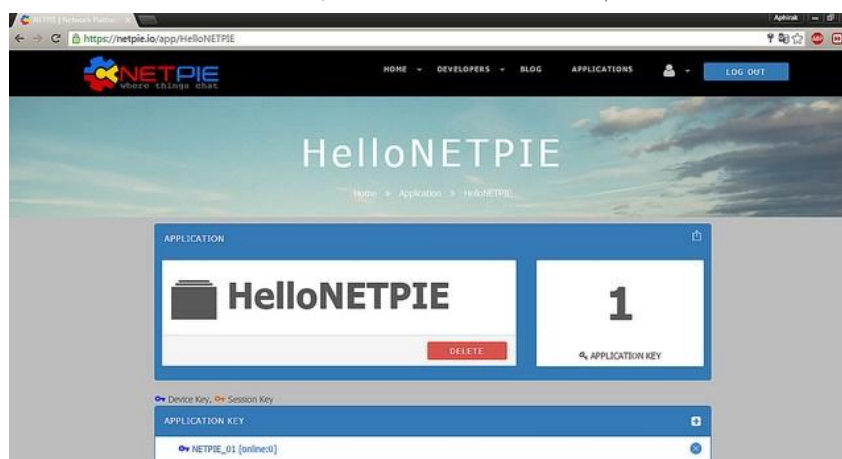 NETPIE | Network Platform
Aphirak
https://netpie.io/app/HelloNETPIE
NETPIE
where things chat
HOME DEVELOPERS BLOG APPLICATIONS LOG OUT
HelloNETPIE
Home » Application » HelloNETPIE
APPLICATION
HelloNETPIE
1
DELETE
APPLICATION KEY
Device Key, Session Key
APPLICATION KEY
NETPIE_01 [online:0]